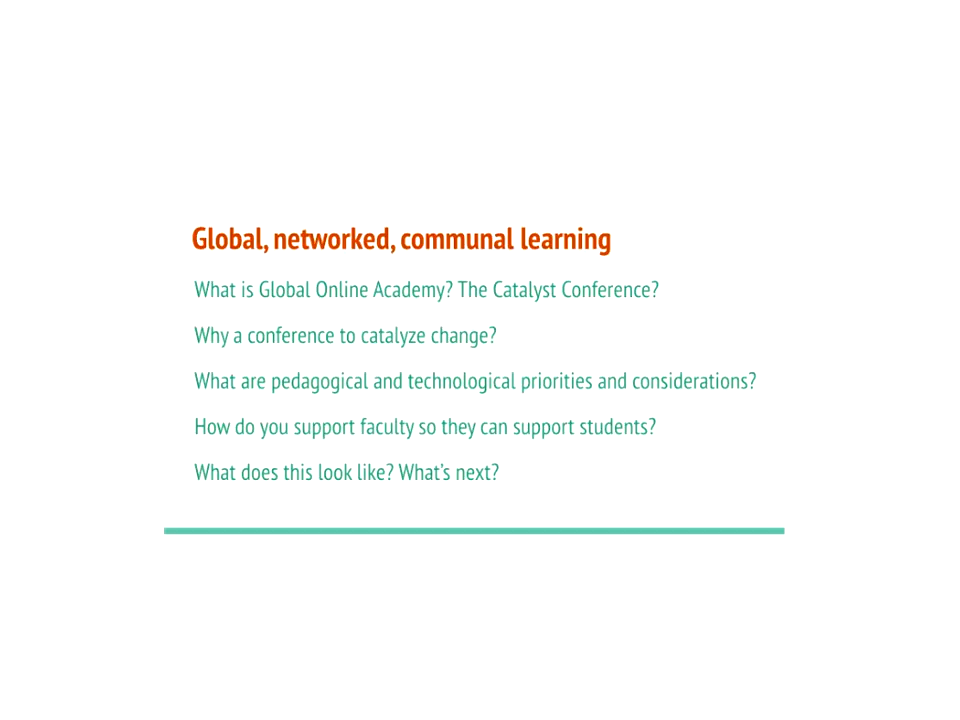 Global, networked, communal learning
What is Global Online Academy? The Catalyst Conference?
Why a conference to catalyze change?
What are pedagogical and technological priorities and considerations?
How do you support faculty so they can support students?
What does this look like? What's next?